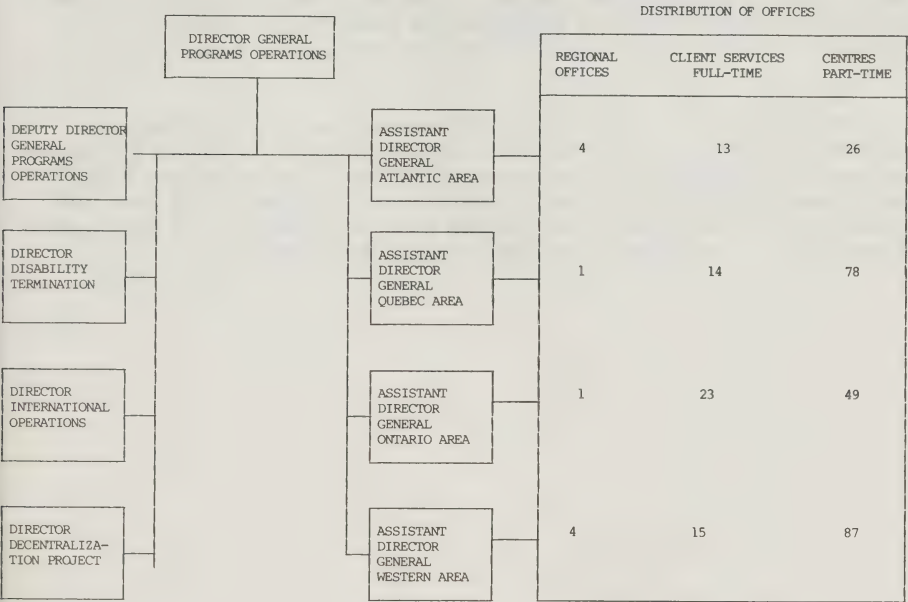 DISTRIBUTION OF OFFICES
DIRECTOR GENERAL
PROGRAMS OPERATIONS
REGIONAL
OFFICES
CLIENT SERVICES
FULL-TIME
CENTRES
PART-TIME
DEPUTY DIRECTOR
GENERAL
PROGRAMS
OPERATIONS
ASSISTANT
DIRECTOR
GENERAL
ATLANTIC AREA
4 13 26
DIRECTOR
DISABILITY
TERMINATION
ASSISTANT
DIRECTOR
GENERAL
QUEBEC AREA
1 14 78
DIRECTOR
INTERNATIONAL
OPERATIONS
ASSISTANT
DIRECTOR
GENERAL
ONTARIO AREA
1 23 49
DIRECTOR
DECENTRALIZA-
TION PROJECT
ASSISTANT
DIRECTOR
GENERAL
WESTERN AREA
4 15 87